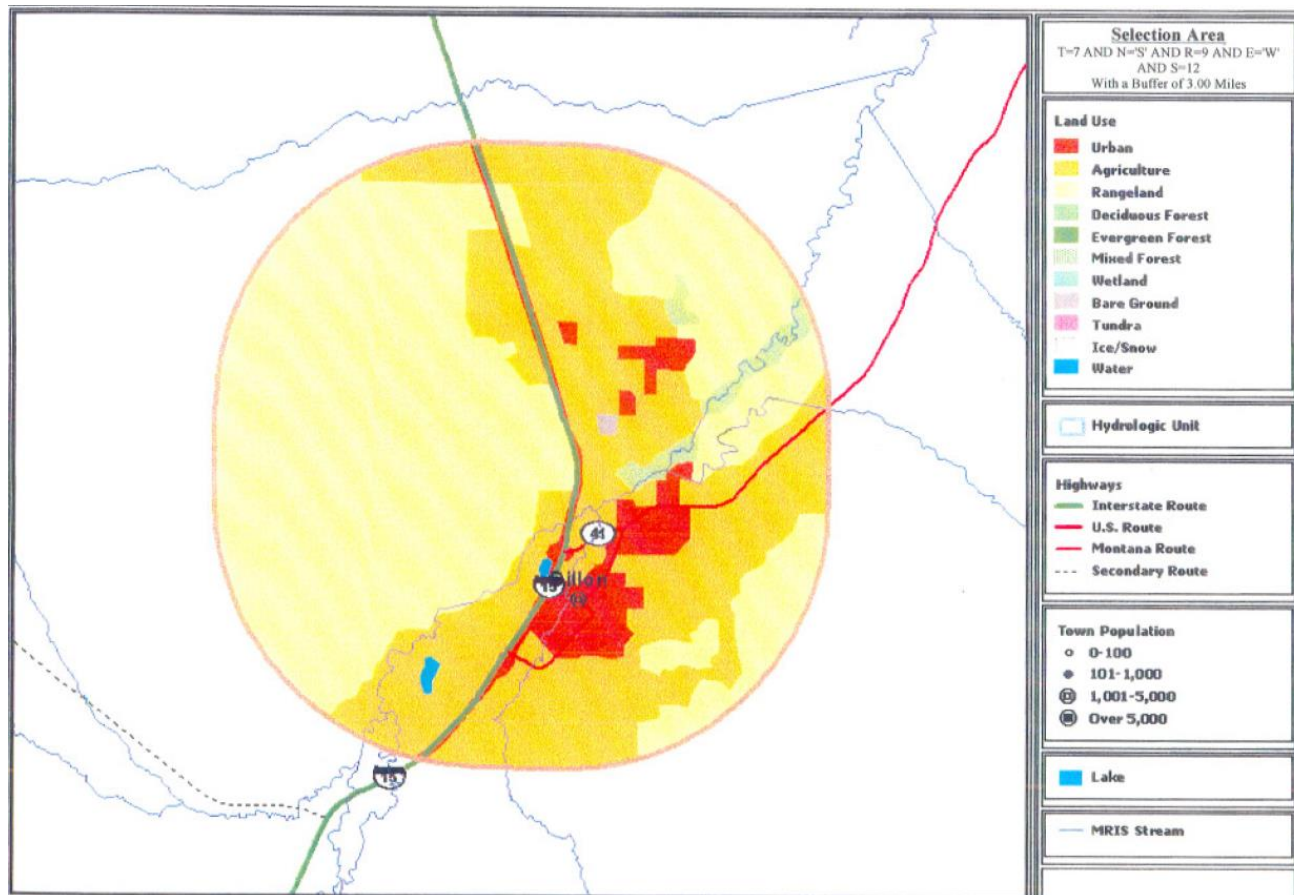 Selection Area
T=7 AND N='S' AND R=9 AND E='W'
AND S=12
With a Buffer of 3.00 Miles
Land Use
Urban
Agriculture
Rangeland
Deciduous Forest
Evergreen Forest
Mixed Forest
Wetland
Bare Ground
Tundra
Ice/Snow
Water
Hydrologic Unit
Highways
Interstate Route
U.S. Route
Montana Route
Secondary Route
Town Population
0-100
101-1,000
1,001-5,000
Over 5,000
Lake
MRIS Stream
41
Dillon
15
15